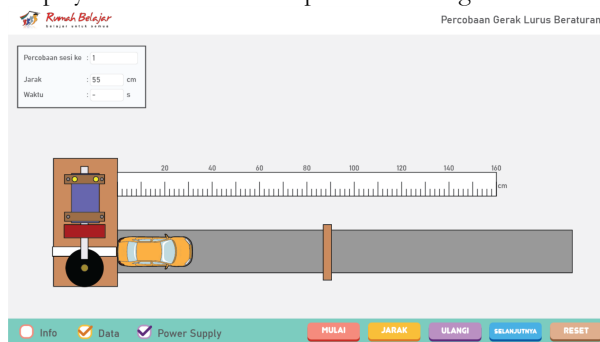 Rumah Belajar
belajar untuk semua
Percobaan Gerak Lurus Beraturan
Percobaan sesi ke : 1
Jarak : 55 cm
Waktu : - s
20 40 60 80 100 120 140 160
cm
Info Data Power Supply MULAI JARAK ULANGI SELANJUTNYA RESET